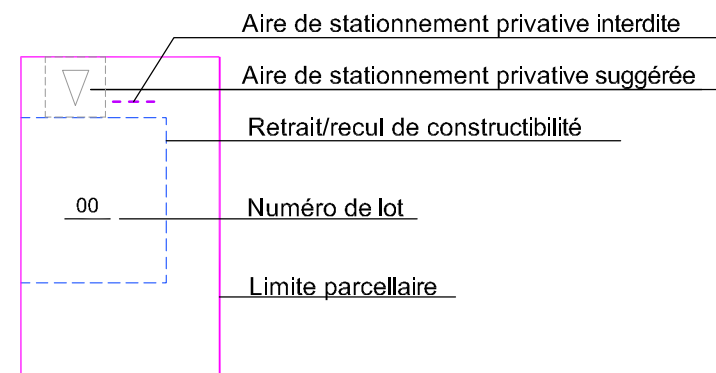 Aire de stationnement privative interdite
Aire de stationnement privative suggérée
Retrait/recul de constructibilité
00
Numéro de lot
Limite parcellaire